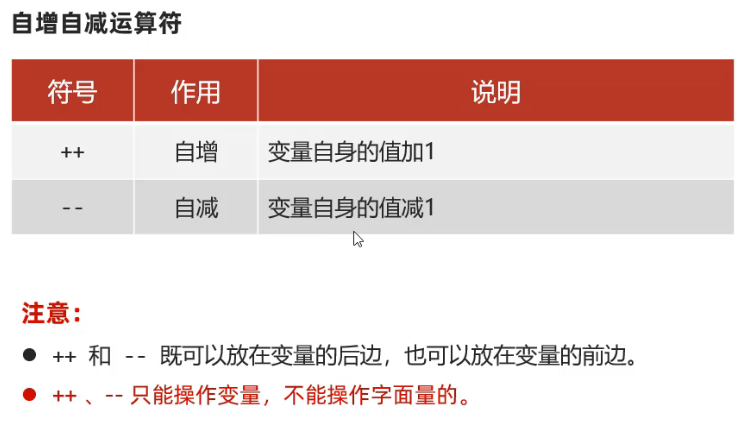 自增自减运算符
符号 作用 说明
++ 自增 变量自身的值加1
-- 自减 变量自身的值减1
注意：
● ++ 和 -- 既可以放在变量的后边，也可以放在变量的前边。
● ++ 、-- 只能操作变量，不能操作字面量的。